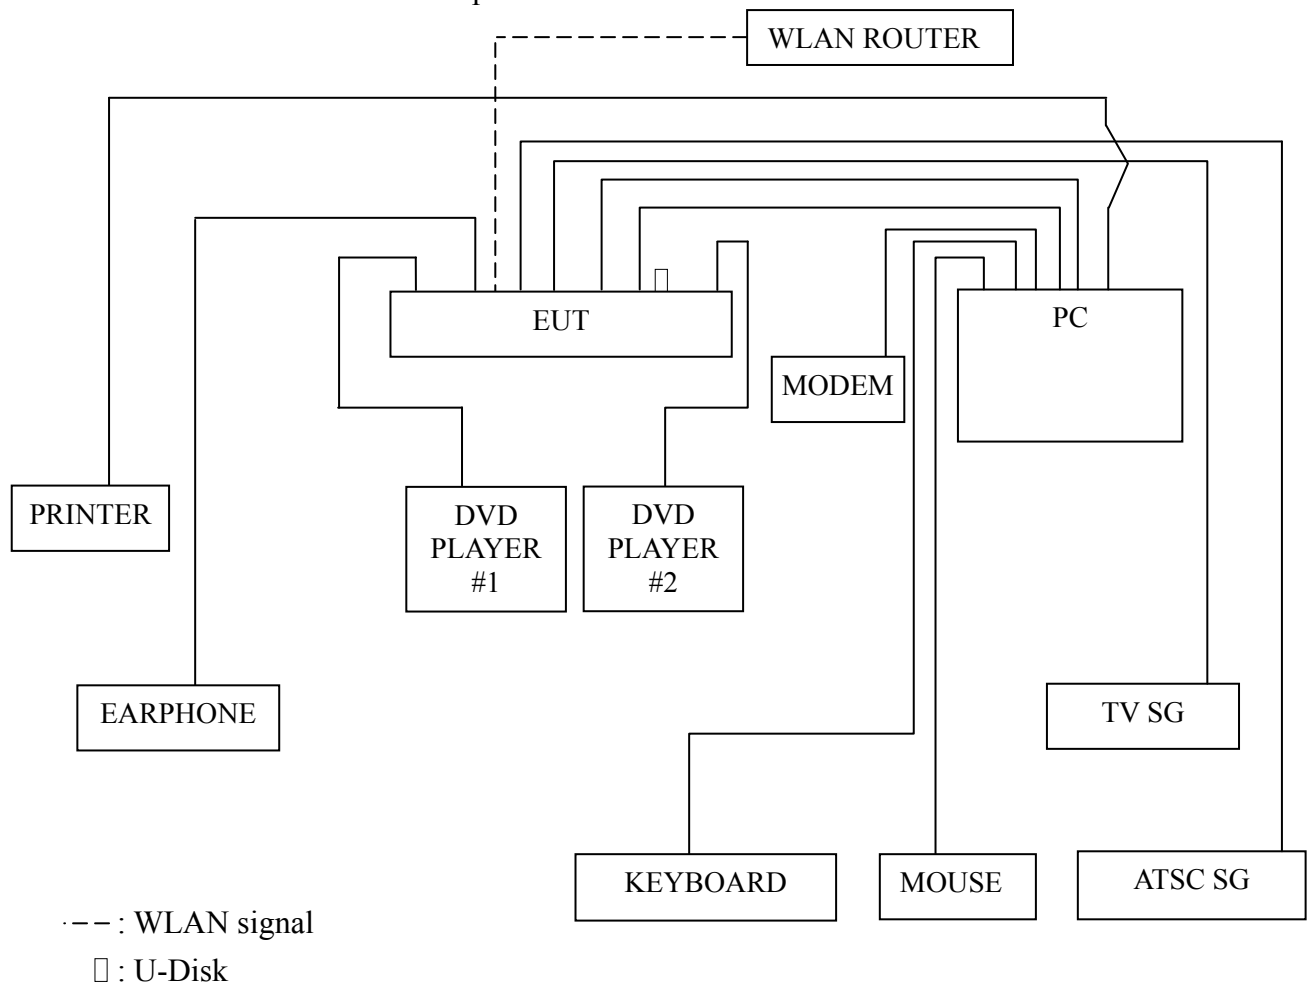 WLAN ROUTER
EUT
PC
MODEM
PRINTER
DVD
PLAYER
#1
DVD
PLAYER
#2
EARPHONE
TV SG
KEYBOARD
MOUSE
ATSC SG
: WLAN signal
: U-Disk